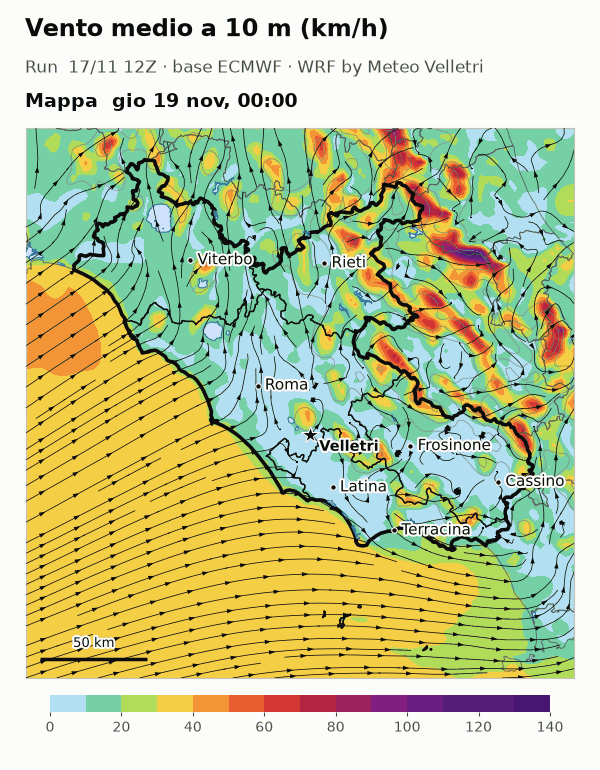 Vento medio a 10 m (km/h)
Run 17/11 12Z · base ECMWF · WRF by Meteo Velletri
Mappa gio 19 nov, 00:00
Viterbo
Rieti
Roma
Velletri
Frosinone
Latina
Cassino
Terracina
50 km
0 20 40 60 80 100 120 140